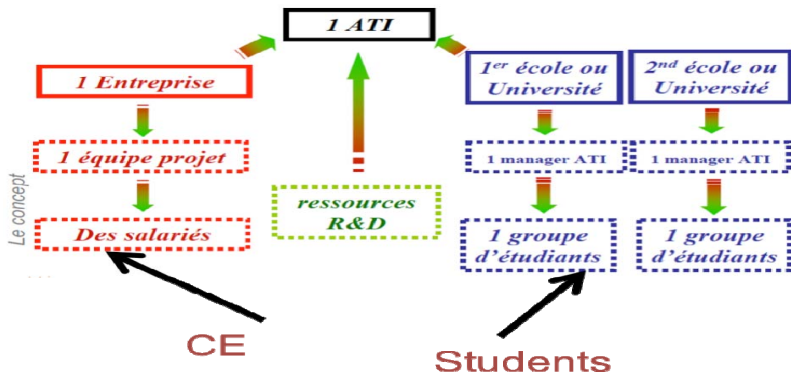 1 ATI
1 Entreprise
1er école ou
Université
2nd école ou
Université
1 équipe projet
1 manager ATI
1 manager ATI
Le concept
ressources
R&D
Des salariés
1 groupe
d'étudiants
1 groupe
d'étudiants
CE
Students